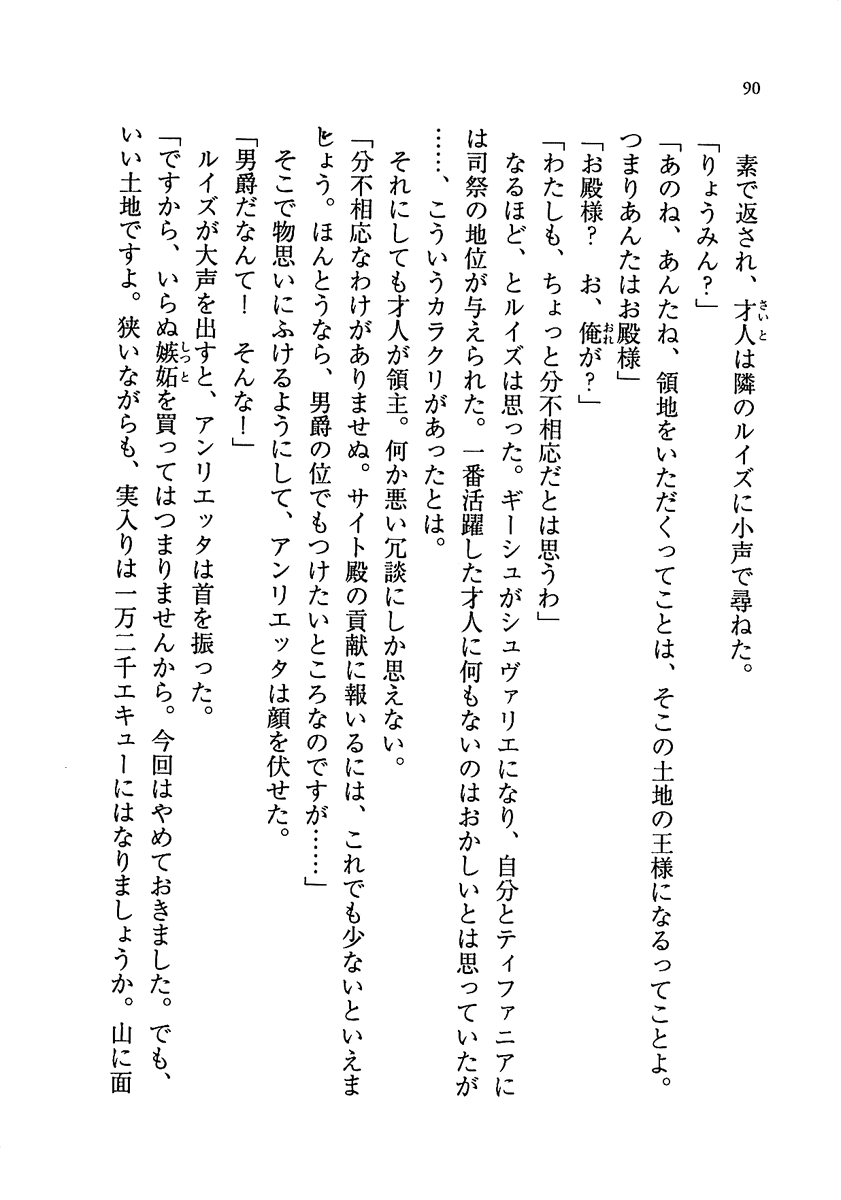 90
素で返され、才人は隣のルイズに小声で尋ねた。
「りょうみん?」
「あのね、あんたね、領地をいただくってことは、そこの土地の王様になるってことよ。
つまりあんたはお殿様」
「お殿様? お、俺が?」
「わたしも、ちょっと分不相応だとは思うわ」
なるほど、とルイズは思った。ギーシュがシュヴァリエになり、自分とティファニアに
は司祭の地位が与えられた。一番活躍した才人に何もないのはおかしいとは思っていたが
……、こういうカラクリがあったとは。
それにしても才人が領主。何か悪い冗談にしか思えない。
「分不相応なわけがありませぬ。サイト殿の貢献に報いるには、これでも少ないといえま
しょう。ほんとうなら、男爵の位でもつけたいところなのですが……」
そこで物思いにふけるようにして、アンリエッタは顔を伏せた。
「男爵だなんて! そんな!」
ルイズが大声を出すと、アンリエッタは首を振った。
「ですから、いらぬ嫉妬を買ってはつまりませんから。今回はやめておきました。でも、
いい土地ですよ。狭いながらも、実入りは一万二千エキューにはなりましょうか。山に面